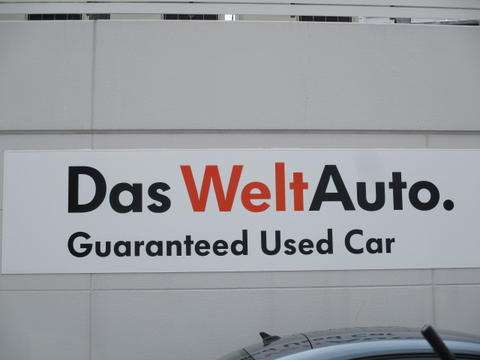 Das WeltAuto.
Guaranteed Used Car